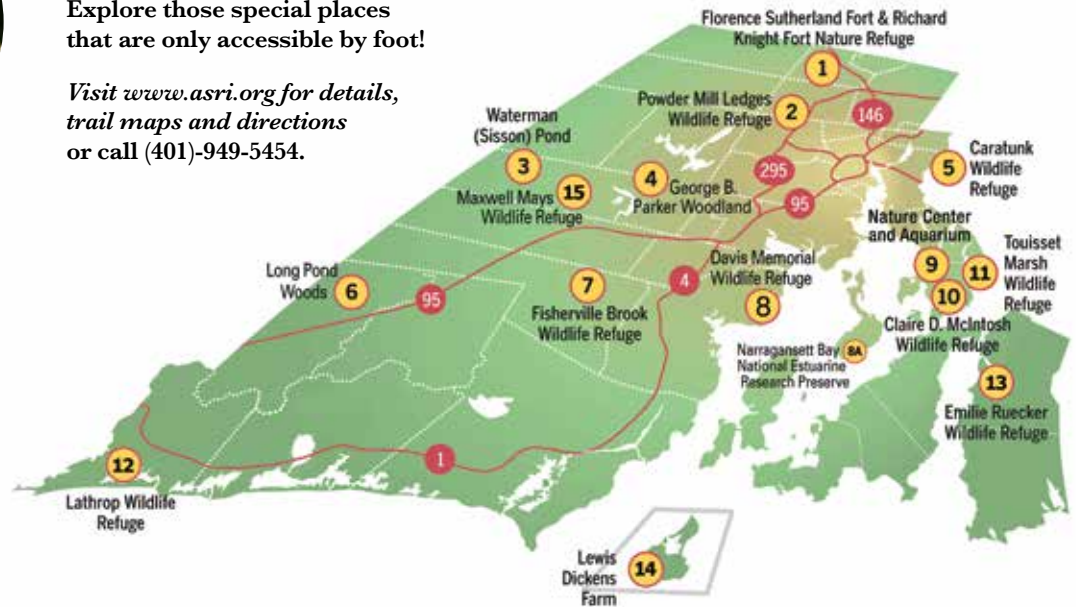 Explore those special places
that are only accessible by foot!
Visit www.asri.org for details,
trail maps and directions
or call (401)-949-5454.
Florence Sutherland Fort & Richard
Knight Fort Nature Refuge
1
Powder Mill Ledges
Wildlife Refuge
2
146
Waterman
(Sisson) Pond
3
Maxwell Mays
Wildlife Refuge
15
4
George B.
Parker Woodland
295
95
5
Caratunk
Wildlife
Refuge
Nature Center
and Aquarium
9
Touisset
Marsh
Wildlife
Refuge
11
10
Claire D. McIntosh
Wildlife Refuge
Long Pond
Woods
6
95
7
Fisherville Brook
Wildlife Refuge
4
Davis Memorial
Wildlife Refuge
8
Narragansett Bay
National Estuarine
Research Preserve
8A
13
Emilie Ruecker
Wildlife Refuge
12
Lathrop Wildlife
Refuge
1
Lewis
Dickens
Farm
14